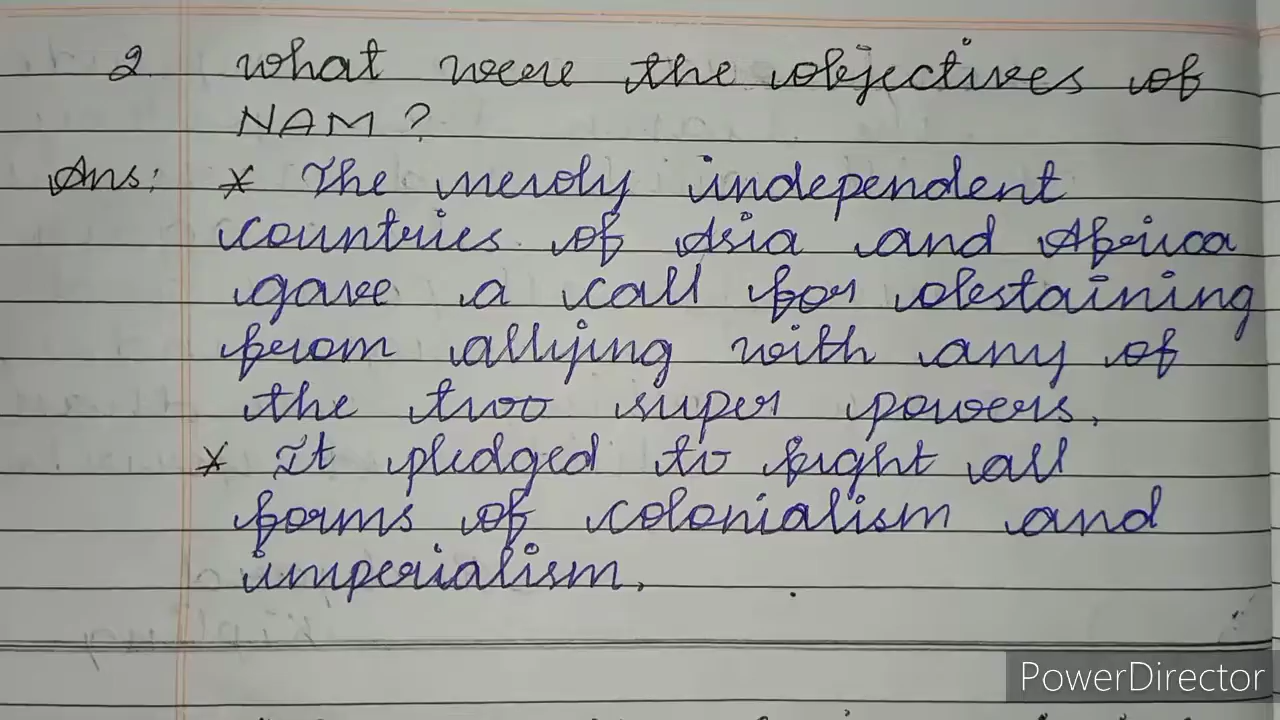 2. what were the objectives of
NAM?
Ans: * The newly independent
countries of Asia and Africa
gave a call for abstaining
from allying with any of
the two super powers.
* It pledged to fight all
forms of colonialism and
imperialism.
PowerDirector